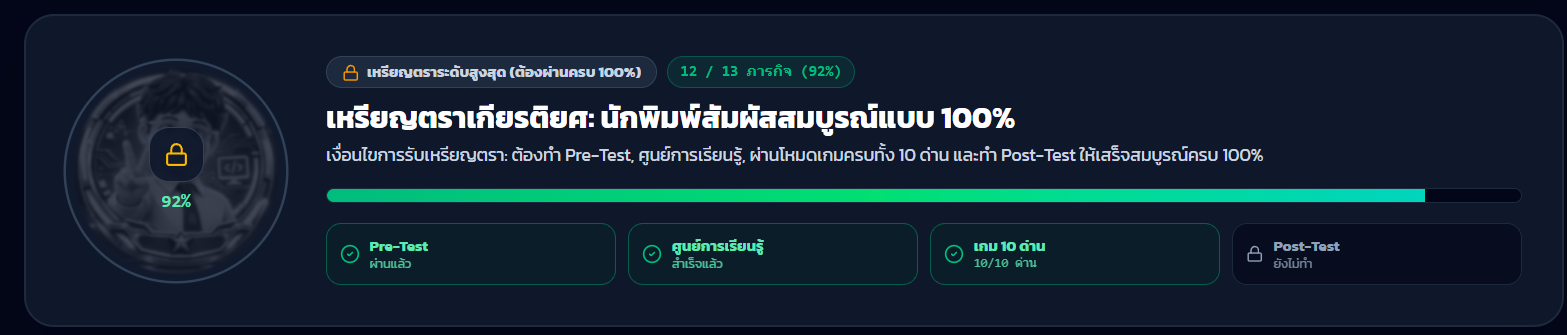 เหรียญตราระดับสูงสุด (ต้องผ่านครบ 100%)
12 / 13 ภารกิจ (92%)
เหรียญตราเกียรติยศ: นักพิมพ์สัมผัสสมบูรณ์แบบ 100%
เงื่อนไขการรับเหรียญตรา: ต้องทำ Pre-Test, ศูนย์การเรียนรู้, ผ่านโหมดเกมครบทั้ง 10 ด่าน และทำ Post-Test ให้เสร็จสมบูรณ์ครบ 100%
92%
Pre-Test
ผ่านแล้ว
ศูนย์การเรียนรู้
สำเร็จแล้ว
เกม 10 ด่าน
10/10 ด่าน
Post-Test
ยังไม่ทำ